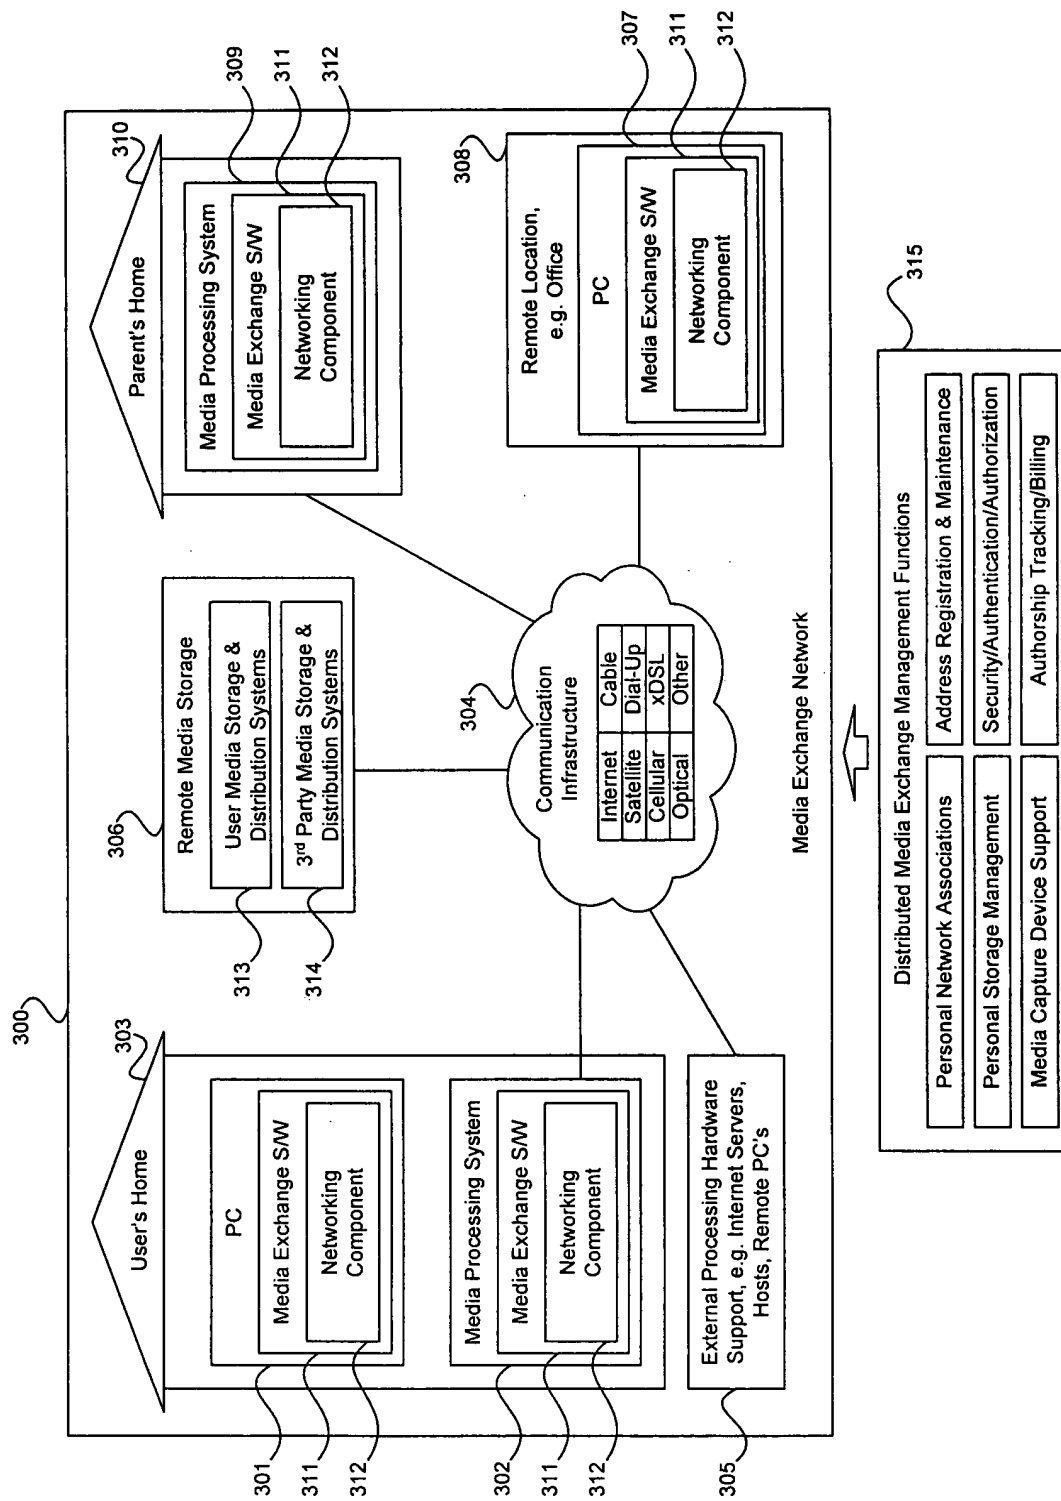 300
303
User's Home
PC
Media Exchange S/W
Networking
Component
301
311
312
Media Processing System
Media Exchange S/W
Networking
Component
302
311
312
External Processing Hardware
Support, e.g. Internet Servers,
Hosts, Remote PC's
305
306
Remote Media Storage
User Media Storage &
Distribution Systems
3rd Party Media Storage &
Distribution Systems
313
314
304
Communication
Infrastructure
Internet Cable
Satellite Dial-Up
Cellular xDSL
Optical Other
310
Parent's Home
Media Processing System
Media Exchange S/W
Networking
Component
309
311
312
308
Remote Location,
e.g. Office
PC
Media Exchange S/W
Networking
Component
307
311
312
Media Exchange Network
315
Distributed Media Exchange Management Functions
Personal Network Associations Address Registration & Maintenance
Personal Storage Management Security/Authentication/Authorization
Media Capture Device Support Authorship Tracking/Billing